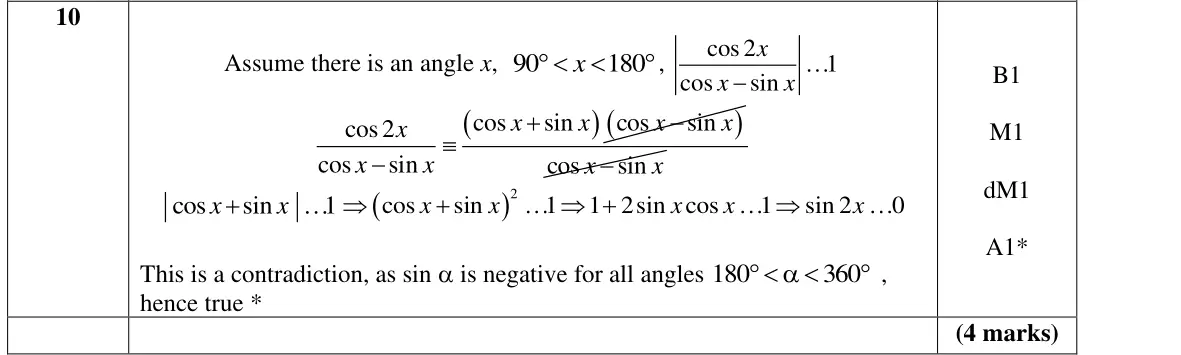 10
Assume there is an angle x, 90° < x < 180°, |cos 2x / (cos x − sin x)| …1
B1
cos 2x / (cos x − sin x) ≡ (cos x + sin x)(cos x − sin x) / (cos x − sin x)
M1
|cos x + sin x| …1 ⇒ (cos x + sin x)² …1 ⇒ 1 + 2 sin x cos x …1 ⇒ sin 2x …0
dM1
A1*
This is a contradiction, as sin α is negative for all angles 180° < α < 360° ,
hence true *
(4 marks)